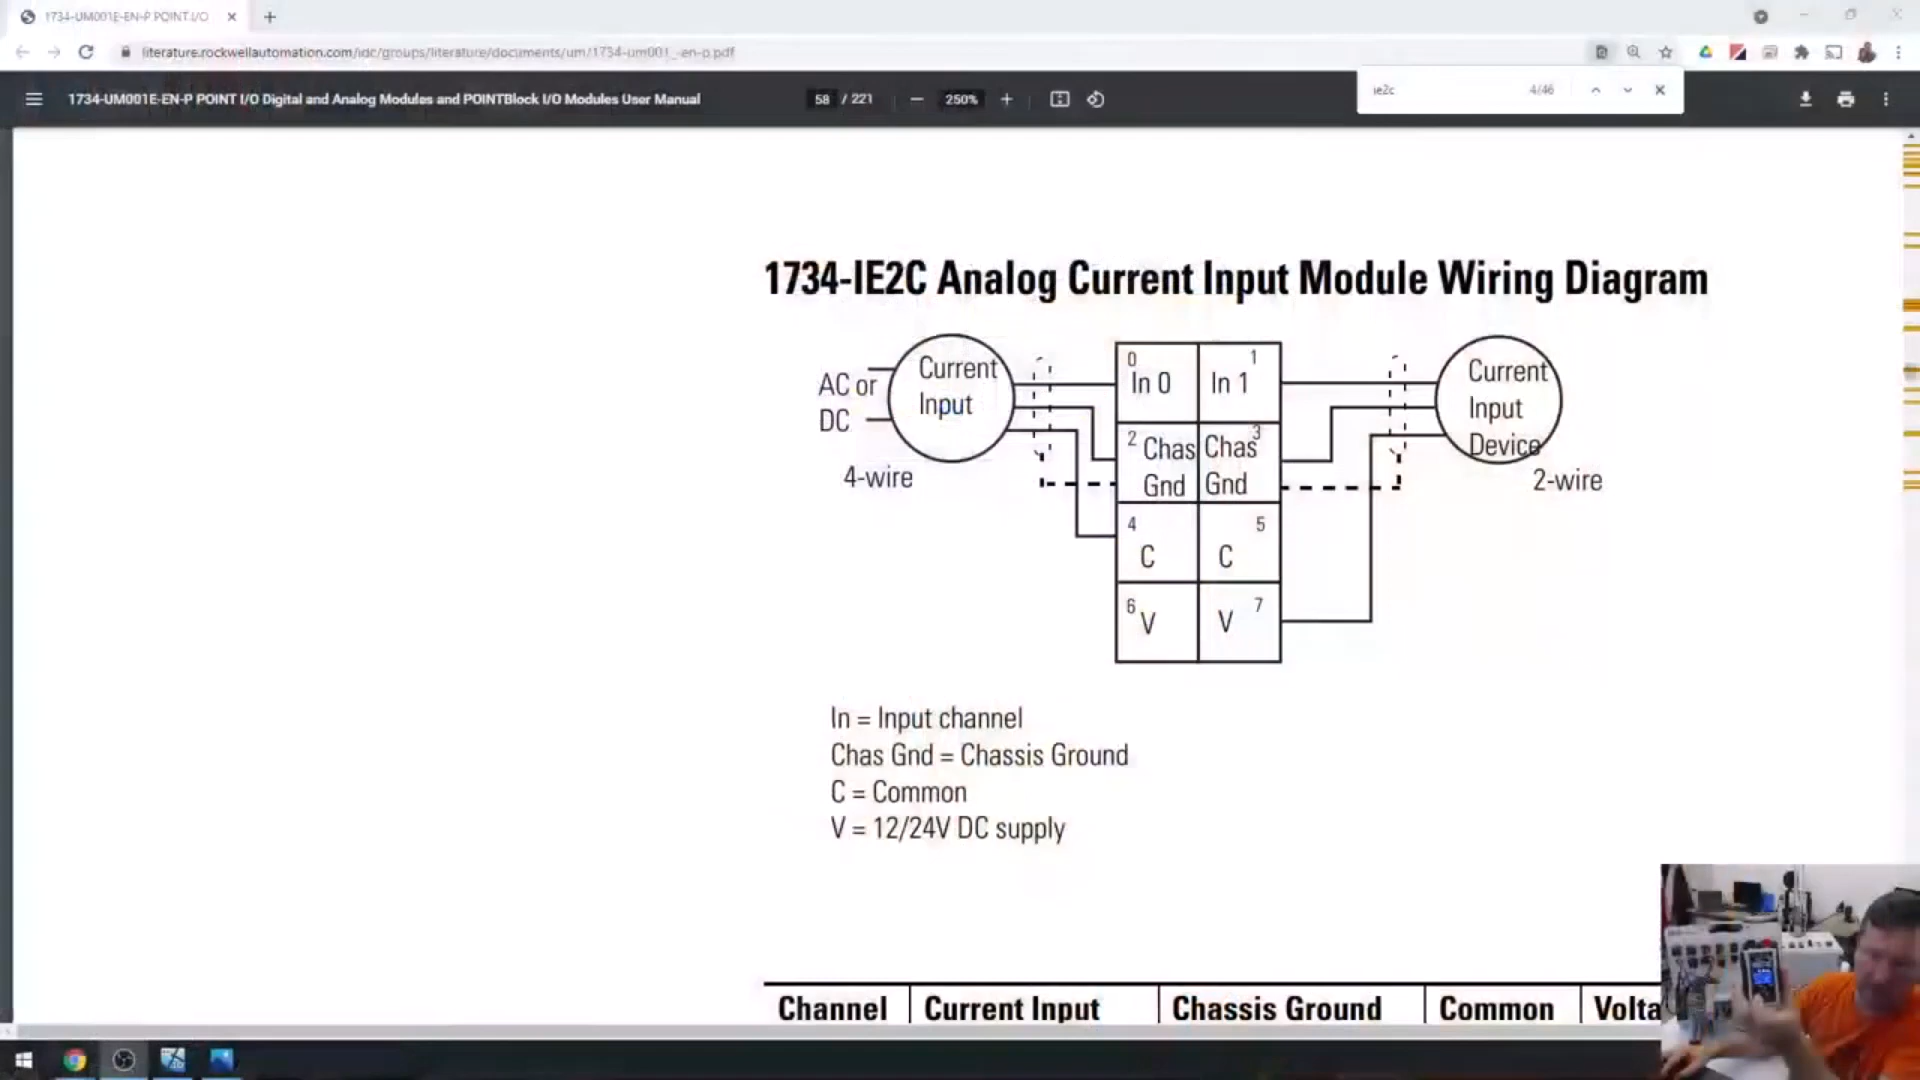 1734-UM001E-EN-P POINT I/O
literature.rockwellautomation.com/idc/groups/literature/documents/um/1734-um001_-en-p.pdf
1734-UM001E-EN-P POINT I/O Digital and Analog Modules and POINTBlock I/O Modules User Manual
58 / 221
250%
ie2c
4/46
1734-IE2C Analog Current Input Module Wiring Diagram
AC or
DC
Current
Input
4-wire
0
In 0
1
In 1
2 Chas
Gnd
Chas 3
Gnd
4
C
5
C
6 V
V 7
Current
Input
Device
2-wire
In = Input channel
Chas Gnd = Chassis Ground
C = Common
V = 12/24V DC supply
Channel Current Input Chassis Ground Common Volta